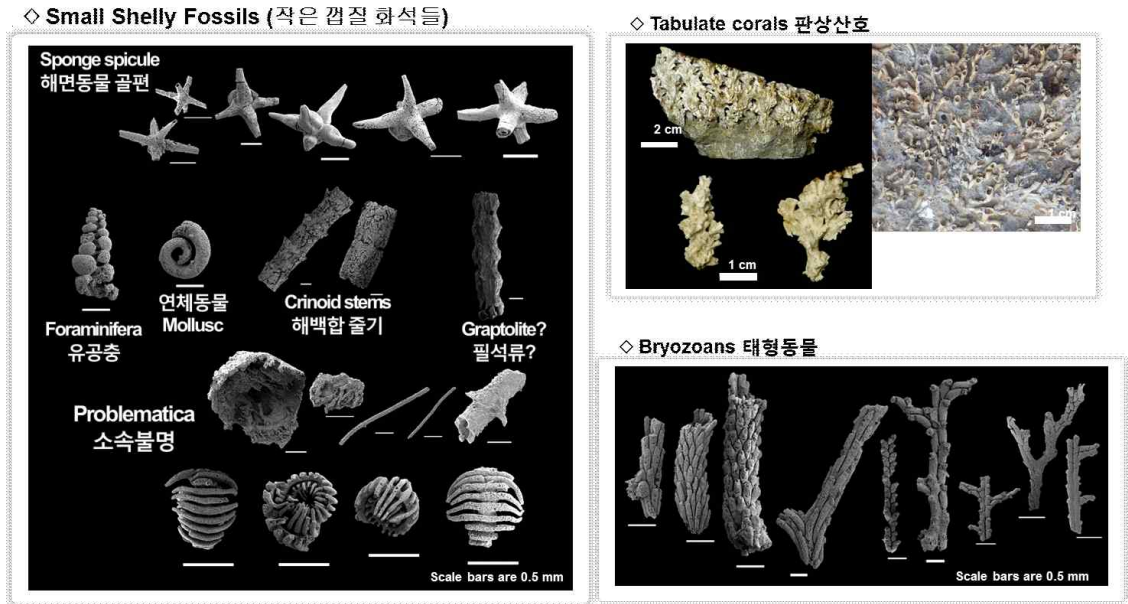 ◇ Small Shelly Fossils (작은 껍질 화석들)
Sponge spicule
해면동물 골편
Foraminifera
유공충
연체동물
Mollusc
Crinoid stems
해백합 줄기
Graptolite?
필석류?
Problematica
소속불명
Scale bars are 0.5 mm
◇ Tabulate corals 판상산호
2 cm
1 cm
◇ Bryozoans 태형동물
Scale bars are 0.5 mm